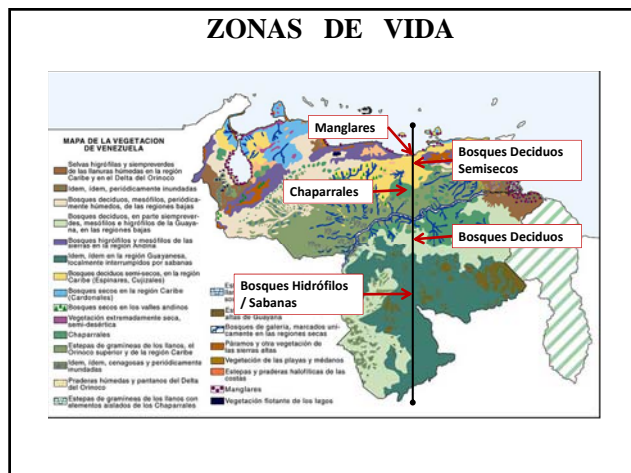 ZONAS DE VIDA
MAPA DE LA VEGETACION
DE VENEZUELA
Selvas higrófilas y siempreverdes
de las llanuras húmedas en la región
Caribe y en el Delta del Orinoco
Idem, ídem, periódicamente inundadas
Bosques deciduos, mesófilos, periódica-
mente húmedos, de las regiones bajas
Bosques deciduos, en parte siemprever-
des, mesófilos e higrófilos de la Guaya-
na, en las regiones bajas
Bosques higrófilos y mesófilos de las
sierras en la región Andina
Idem, ídem en la región Guayanesa,
localmente interrumpidos por sabanas
Bosques deciduos semi-secos, en la región
Caribe (Espinares, Cujizales)
Bosques secos en la región Caribe
(Cardonales)
Bosques secos en los valles andinos
Vegetación extremadamente seca,
semi-desértica
Chaparrales
Estepas de gramíneas de los llanos, el
Orinoco superior y de la región Caribe
Idem, ídem, cenagosas y periódicamente
inundadas
Praderas húmedas y pantanos del Delta
del Orinoco
Estepas de gramíneas de los llanos con
elementos aislados de los Chaparrales
altas de Guayana
Bosques de galería, marcados uni-
camente en las regiones secas
Páramos y otra vegetación de
las sierras altas
Vegetación de las playas y médanos
Estepas y praderas halofíticas de las
costas
Manglares
Vegetación flotante de los lagos
Manglares
Bosques Deciduos
Semisecos
Chaparrales
Bosques Deciduos
Bosques Hidrófilos
/ Sabanas